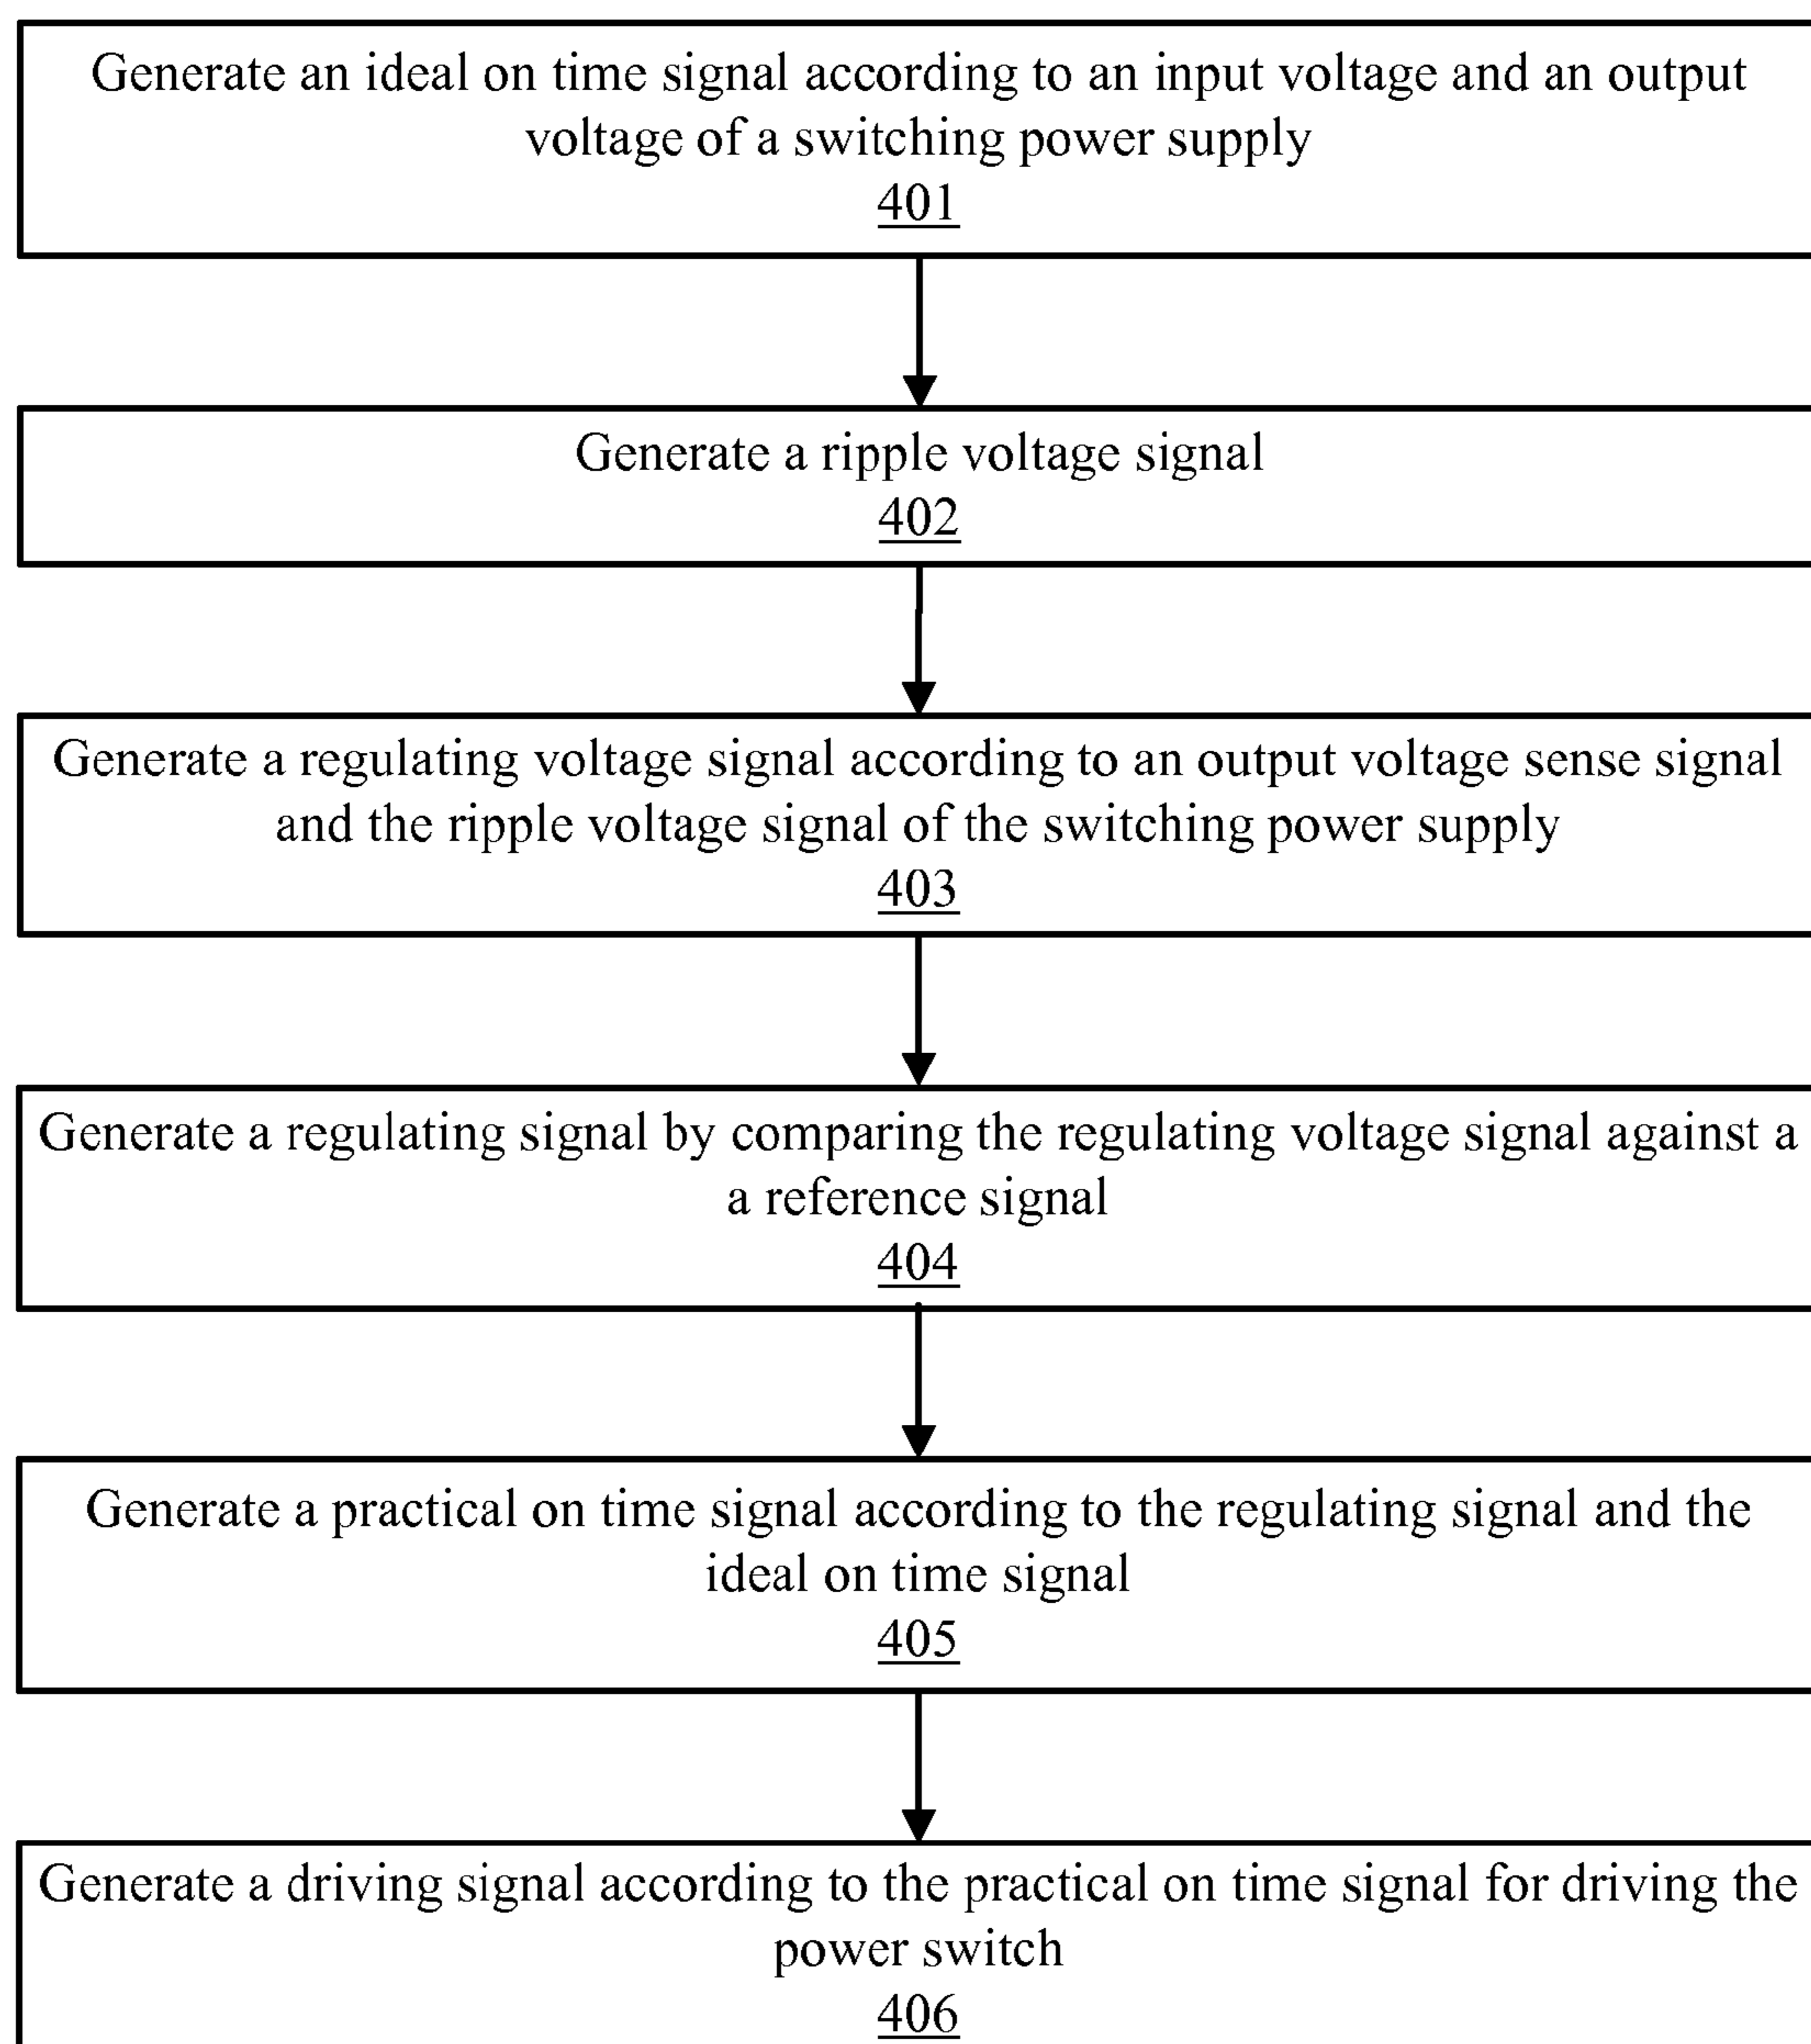 Generate an ideal on time signal according to an input voltage and an output
voltage of a switching power supply
401
Generate a ripple voltage signal
402
Generate a regulating voltage signal according to an output voltage sense signal
and the ripple voltage signal of the switching power supply
403
Generate a regulating signal by comparing the regulating voltage signal against a
a reference signal
404
Generate a practical on time signal according to the regulating signal and the
ideal on time signal
405
Generate a driving signal according to the practical on time signal for driving the
power switch
406